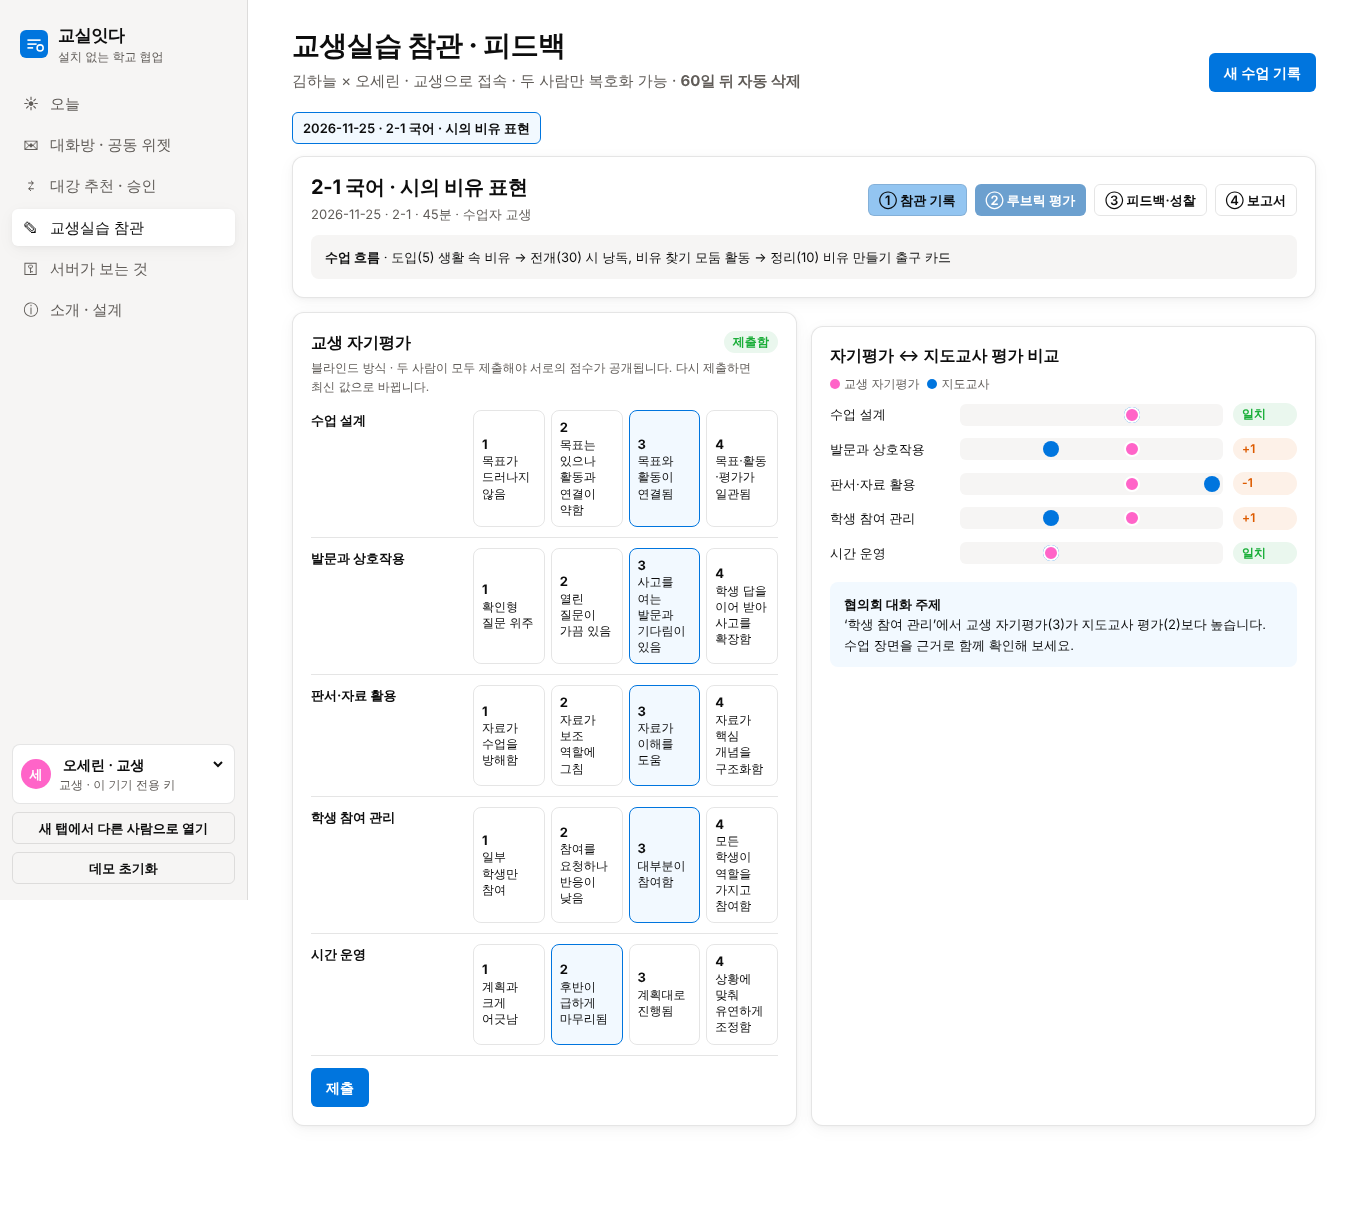 교실잇다
설치 없는 학교 협업
오늘
대화방 · 공동 위젯
대강 추천 · 승인
교생실습 참관
서버가 보는 것
소개 · 설계
세
오세린 · 교생
교생 · 이 기기 전용 키
새 탭에서 다른 사람으로 열기
데모 초기화
교생실습 참관 · 피드백
김하늘 × 오세린 · 교생으로 접속 · 두 사람만 복호화 가능 · 60일 뒤 자동 삭제
새 수업 기록
2026-11-25 · 2-1 국어 · 시의 비유 표현
2-1 국어 · 시의 비유 표현
2026-11-25 · 2-1 · 45분 · 수업자 교생
① 참관 기록
② 루브릭 평가
③ 피드백·성찰
④ 보고서
수업 흐름 · 도입(5) 생활 속 비유 → 전개(30) 시 낭독, 비유 찾기 모둠 활동 → 정리(10) 비유 만들기 출구 카드
교생 자기평가
제출함
블라인드 방식 · 두 사람이 모두 제출해야 서로의 점수가 공개됩니다. 다시 제출하면
최신 값으로 바뀝니다.
수업 설계
1
목표가
드러나지
않음
2
목표는
있으나
활동과
연결이
약함
3
목표와
활동이
연결됨
4
목표·활동
·평가가
일관됨
발문과 상호작용
1
확인형
질문 위주
2
열린
질문이
가끔 있음
3
사고를
여는
발문과
기다림이
있음
4
학생 답을
이어 받아
사고를
확장함
판서·자료 활용
1
자료가
수업을
방해함
2
자료가
보조
역할에
그침
3
자료가
이해를
도움
4
자료가
핵심
개념을
구조화함
학생 참여 관리
1
일부
학생만
참여
2
참여를
요청하나
반응이
낮음
3
대부분이
참여함
4
모든
학생이
역할을
가지고
참여함
시간 운영
1
계획과
크게
어긋남
2
후반이
급하게
마무리됨
3
계획대로
진행됨
4
상황에
맞춰
유연하게
조정함
제출
자기평가 ↔ 지도교사 평가 비교
교생 자기평가
지도교사
수업 설계
일치
발문과 상호작용
+1
판서·자료 활용
-1
학생 참여 관리
+1
시간 운영
일치
협의회 대화 주제
‘학생 참여 관리’에서 교생 자기평가(3)가 지도교사 평가(2)보다 높습니다.
수업 장면을 근거로 함께 확인해 보세요.